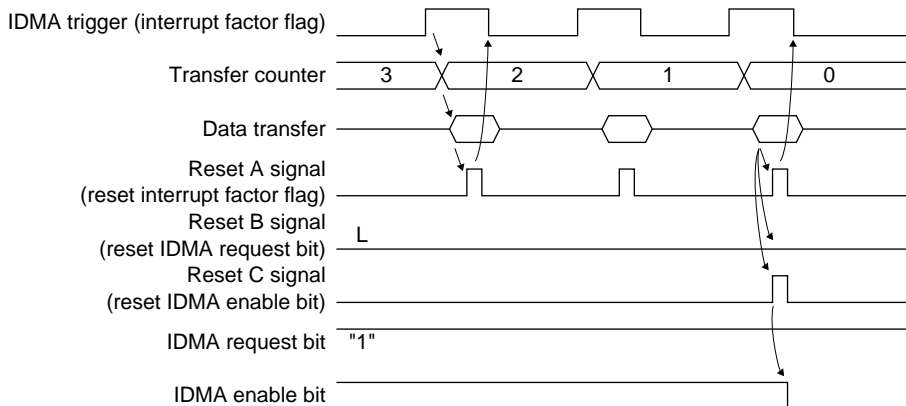 IDMA trigger (interrupt factor flag)
Transfer counter 3 2 1 0
Data transfer
Reset A signal
(reset interrupt factor flag)
Reset B signal
(reset IDMA request bit) L
Reset C signal
(reset IDMA enable bit)
IDMA request bit "1"
IDMA enable bit